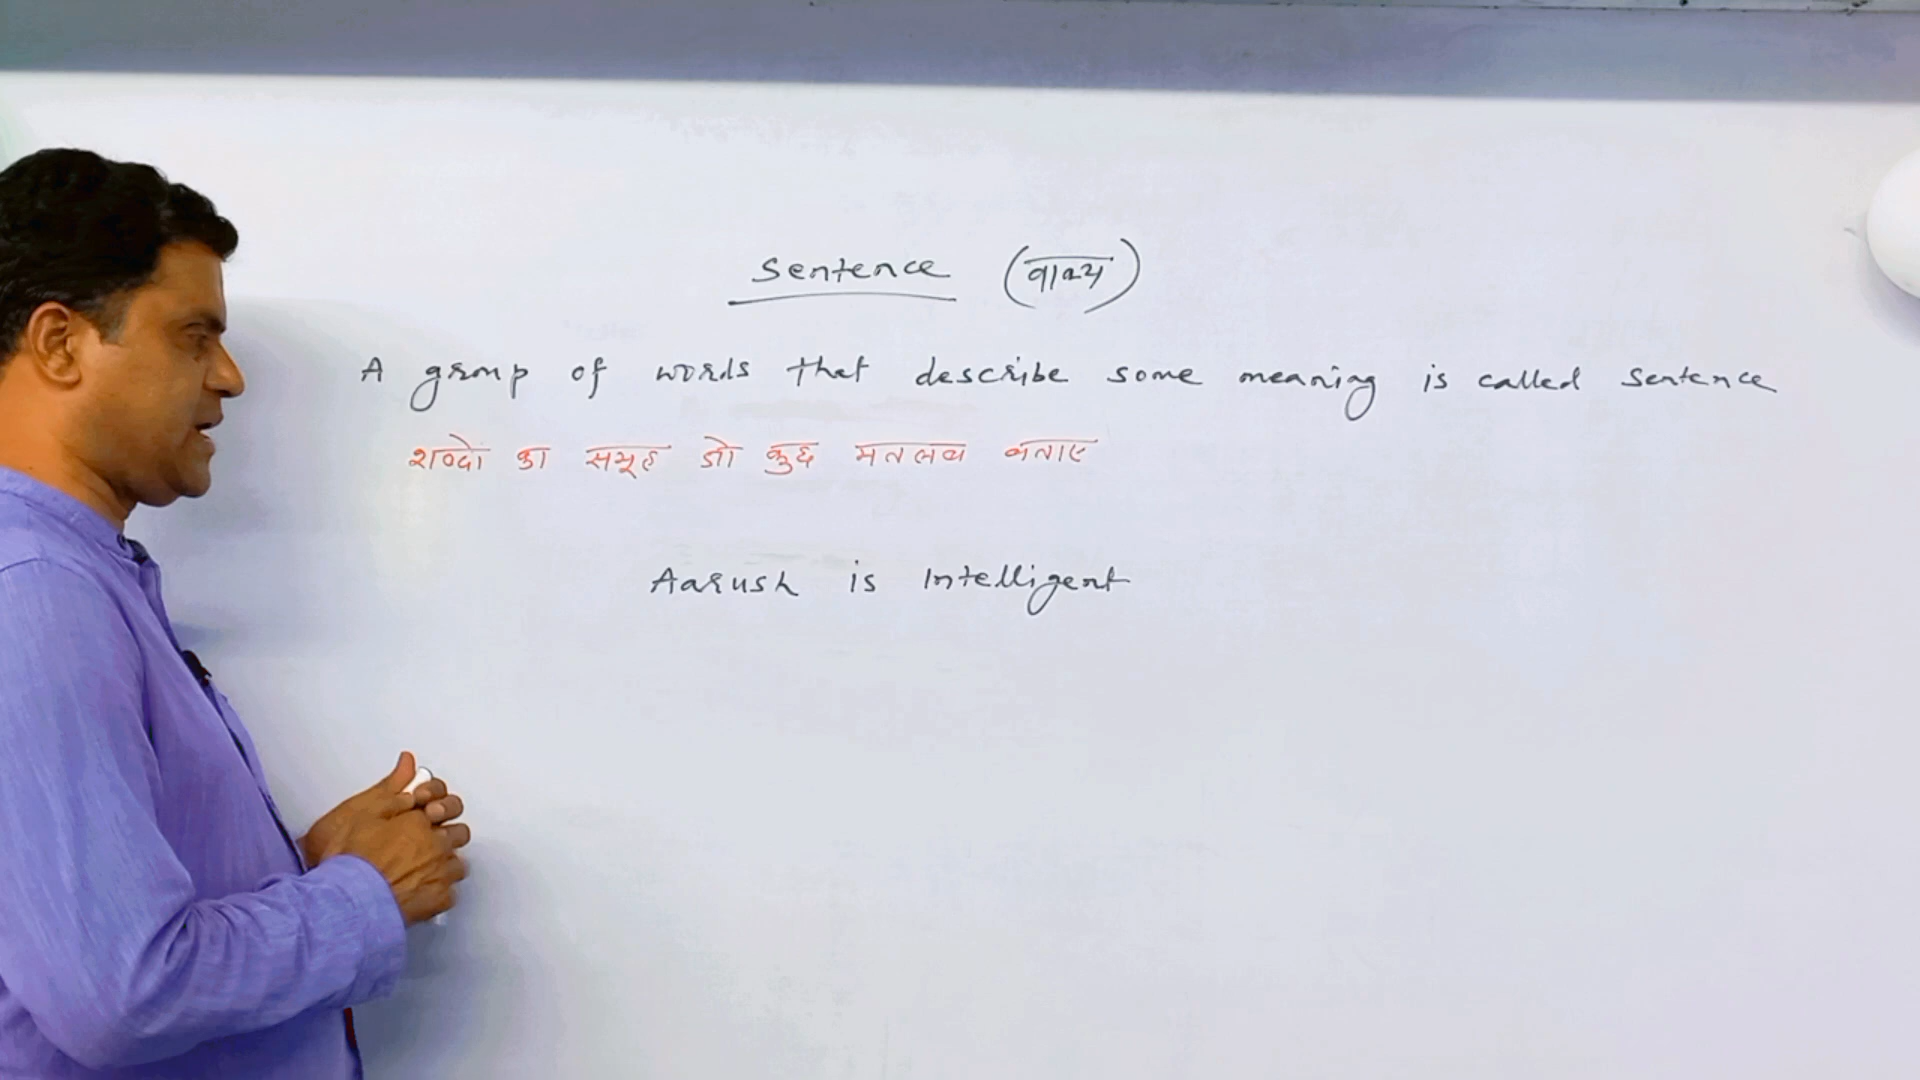 Sentence (वाक्य)
A group of words that describe some meaning is called sentence
शब्दो का समूह जो कुछ मतलब बताए
Aarush is Intelligent